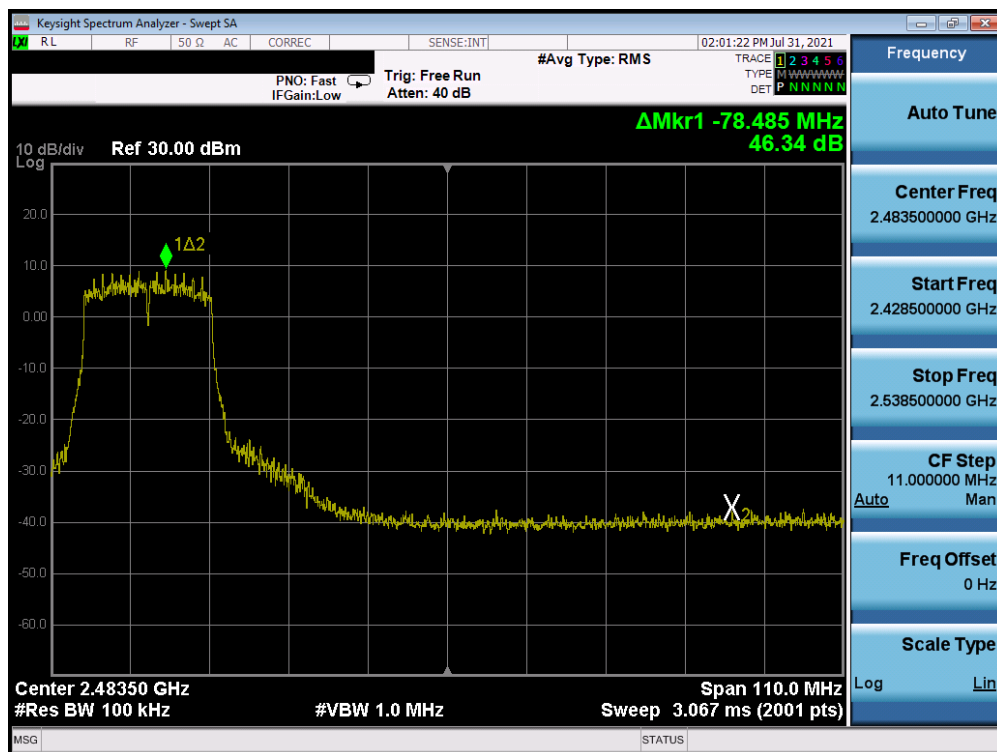 Keysight Spectrum Analyzer - Swept SA
LXI RL RF 50 Ω AC CORREC SENSE:INT 02:01:22 PM Jul 31, 2021
#Avg Type: RMS TRACE 1 2 3 4 5 6
PNO: Fast Trig: Free Run TYPE M W W W W W
IFGain:Low Atten: 40 dB DET P N N N N N
ΔMkr1 -78.485 MHz
10 dB/div Ref 30.00 dBm 46.34 dB
Log
20.0
1Δ2
10.0
0.00
-10.0
-20.0
-30.0
-40.0
X2
-50.0
-60.0
Center 2.48350 GHz Span 110.0 MHz
#Res BW 100 kHz #VBW 1.0 MHz Sweep 3.067 ms (2001 pts)
MSG STATUS
Frequency
Auto Tune
Center Freq
2.483500000 GHz
Start Freq
2.428500000 GHz
Stop Freq
2.538500000 GHz
CF Step
11.000000 MHz
Auto Man
Freq Offset
0 Hz
Scale Type
Log Lin